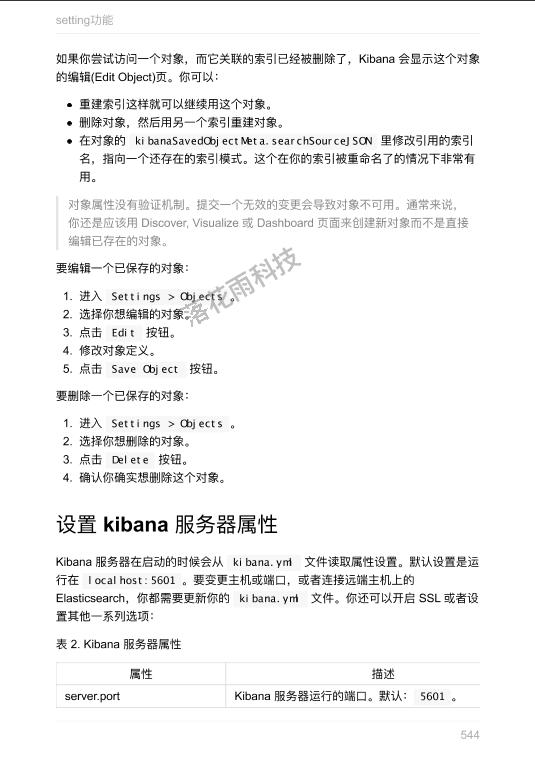 setting功能
如果你尝试访问一个对象，而它关联的索引已经被删除了，Kibana 会显示这个对象
的编辑(Edit Object)页。你可以：
• 重建索引这样就可以继续用这个对象。
• 删除对象，然后用另一个索引重建对象。
• 在对象的 kibanaSavedObjectMeta.searchSourceJSON 里修改引用的索引
名，指向一个还存在的索引模式。这个在你的索引被重命名了的情况下非常有
用。
对象属性没有验证机制。提交一个无效的变更会导致对象不可用。通常来说，
你还是应该用 Discover, Visualize 或 Dashboard 页面来创建新对象而不是直接
编辑已存在的对象。
要编辑一个已保存的对象：
1. 进入 Settings > Objects 。
2. 选择你想编辑的对象。
3. 点击 Edit 按钮。
4. 修改对象定义。
5. 点击 Save Object 按钮。
落花雨科技
要删除一个已保存的对象：
1. 进入 Settings > Objects 。
2. 选择你想删除的对象。
3. 点击 Delete 按钮。
4. 确认你确实想删除这个对象。
设置 kibana 服务器属性
Kibana 服务器在启动的时候会从 kibana.yml 文件读取属性设置。默认设置是运
行在 localhost:5601 。要变更主机或端口，或者连接远端主机上的
Elasticsearch，你都需要更新你的 kibana.yml 文件。你还可以开启 SSL 或者设
置其他一系列选项：
表 2. Kibana 服务器属性
属性 描述
server.port Kibana 服务器运行的端口。默认： 5601 。
544